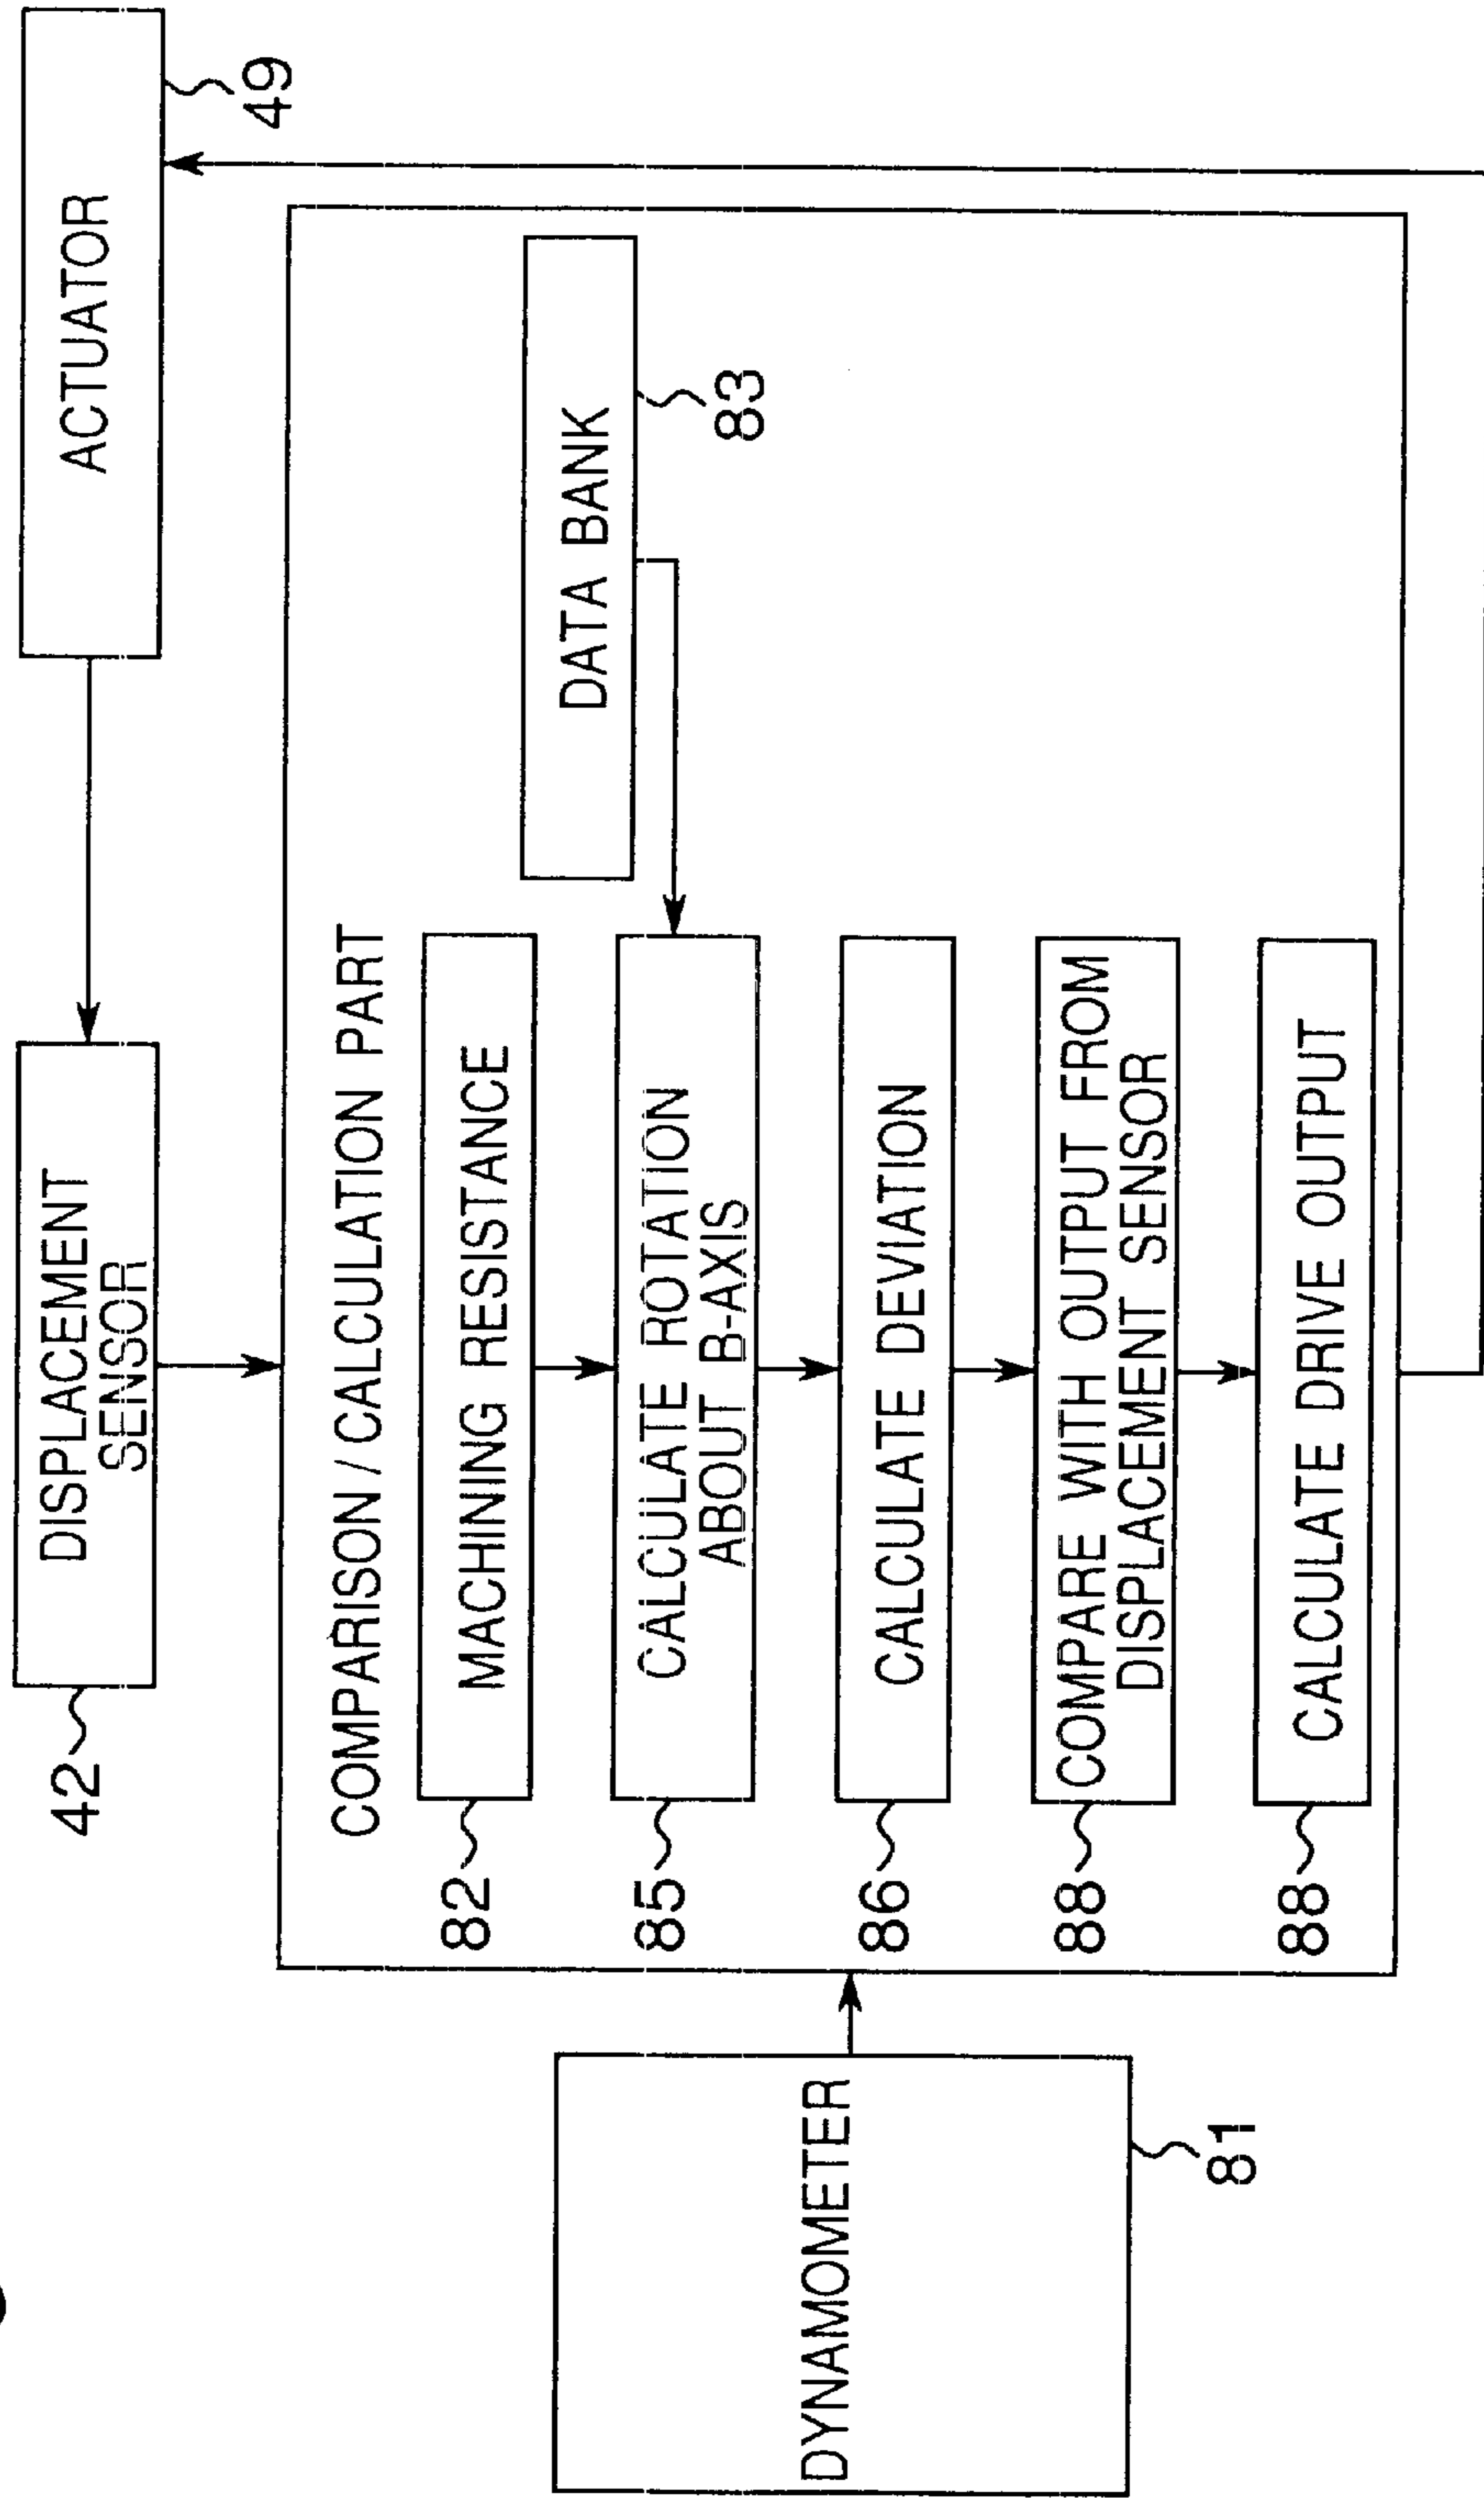 ACTUATOR
49
DISPLACEMENT
SENSOR
42
COMPARISON / CALCULATION PART
82
MACHINING RESISTANCE
DATA BANK
83
85
CALCULATE ROTATION
ABOUT B-AXIS
86
CALCULATE DEVIATION
88
COMPARE WITH OUTPUT FROM
DISPLACEMENT SENSOR
88
CALCULATE DRIVE OUTPUT
DYNAMOMETER
81